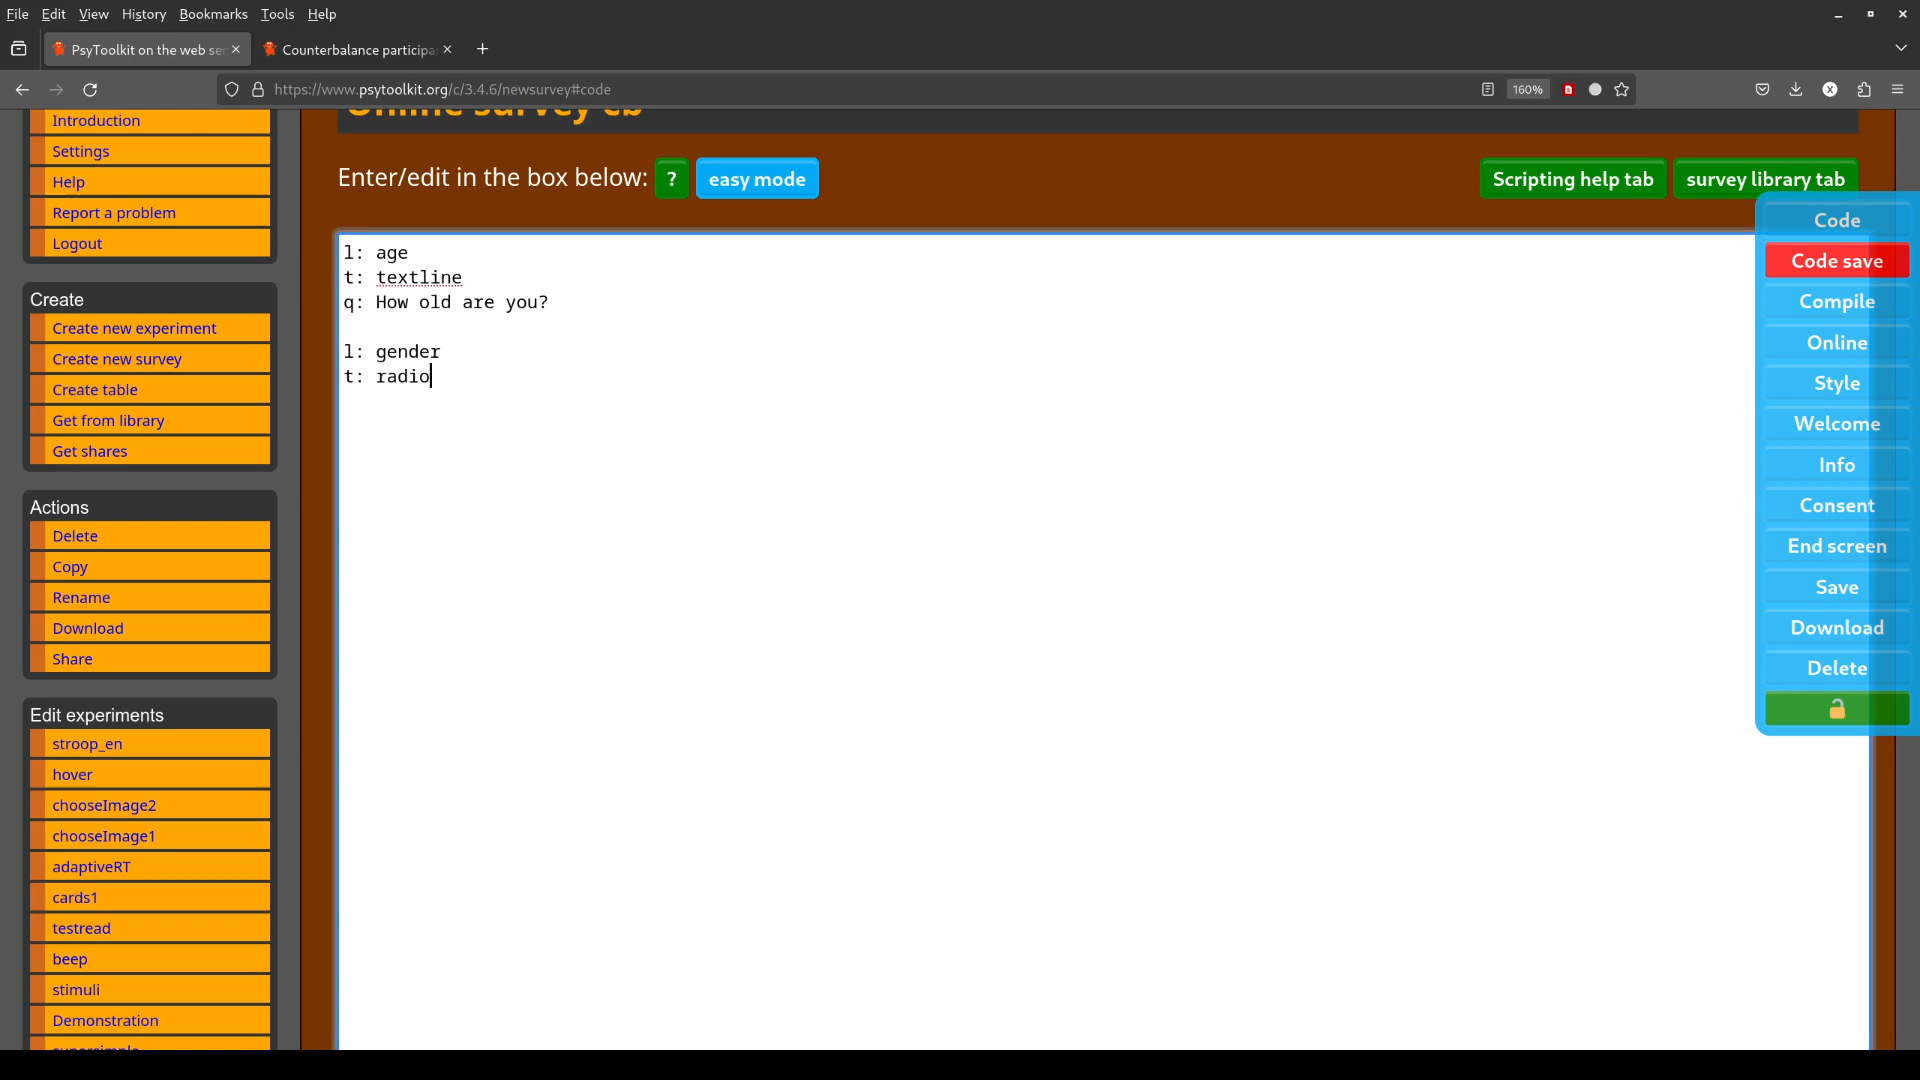 File Edit View History Bookmarks Tools Help
PsyToolkit on the web se
Counterbalance participa
https://www.psytoolkit.org/c/3.4.6/newsurvey#code
160%
Introduction
Settings
Help
Report a problem
Logout
Create
Create new experiment
Create new survey
Create table
Get from library
Get shares
Actions
Delete
Copy
Rename
Download
Share
Edit experiments
stroop_en
hover
chooseImage2
chooseImage1
adaptiveRT
cards1
testread
beep
stimuli
Demonstration
supersimple
Online survey cb
Enter/edit in the box below: ? easy mode
Scripting help tab survey library tab
l: age
t: textline
q: How old are you?
l: gender
t: radio
Code
Code save
Compile
Online
Style
Welcome
Info
Consent
End screen
Save
Download
Delete